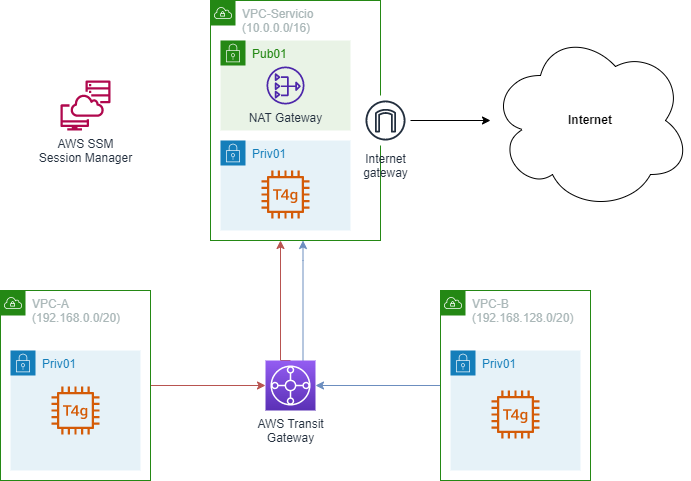 VPC-Servicio
(10.0.0.0/16)
Pub01
NAT Gateway
Priv01
T4g
AWS SSM
Session Manager
Internet
gateway
Internet
VPC-A
(192.168.0.0/20)
Priv01
T4g
AWS Transit
Gateway
VPC-B
(192.168.128.0/20)
Priv01
T4g